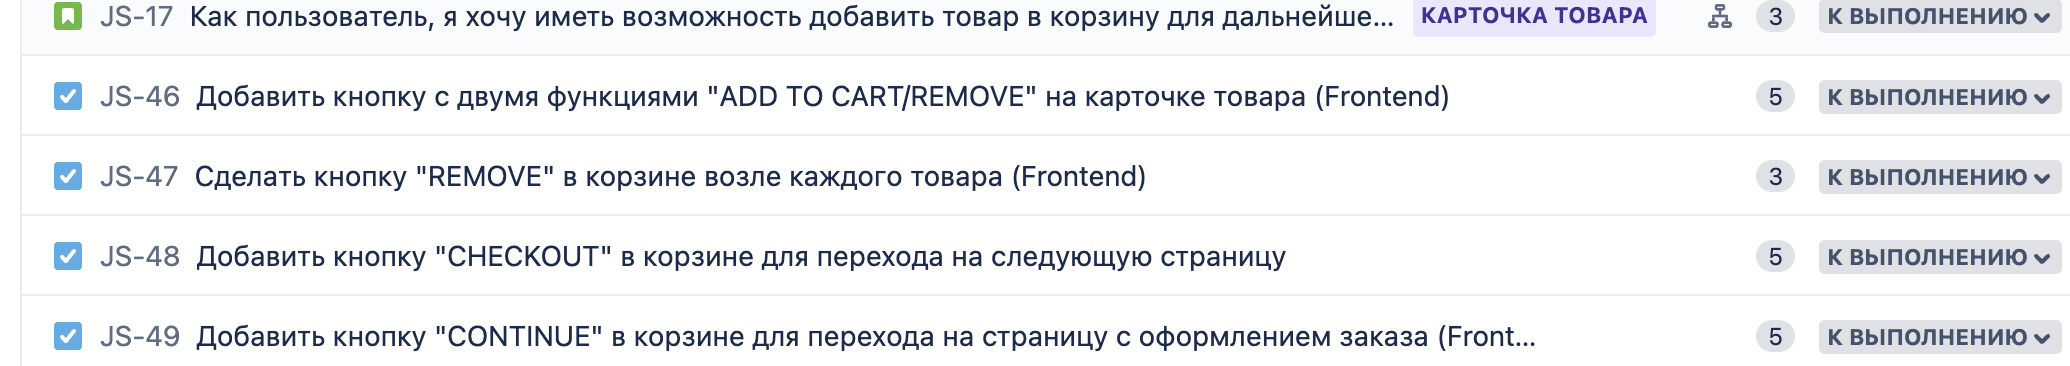 JS-17 Как пользователь, я хочу иметь возможность добавить товар в корзину для дальнейше... КАРТОЧКА ТОВАРА 3 К ВЫПОЛНЕНИЮ
JS-46 Добавить кнопку с двумя функциями "ADD TO CART/REMOVE" на карточке товара (Frontend) 5 К ВЫПОЛНЕНИЮ
JS-47 Сделать кнопку "REMOVE" в корзине возле каждого товара (Frontend) 3 К ВЫПОЛНЕНИЮ
JS-48 Добавить кнопку "CHECKOUT" в корзине для перехода на следующую страницу 5 К ВЫПОЛНЕНИЮ
JS-49 Добавить кнопку "CONTINUE" в корзине для перехода на страницу с оформлением заказа (Front... 5 К ВЫПОЛНЕНИЮ